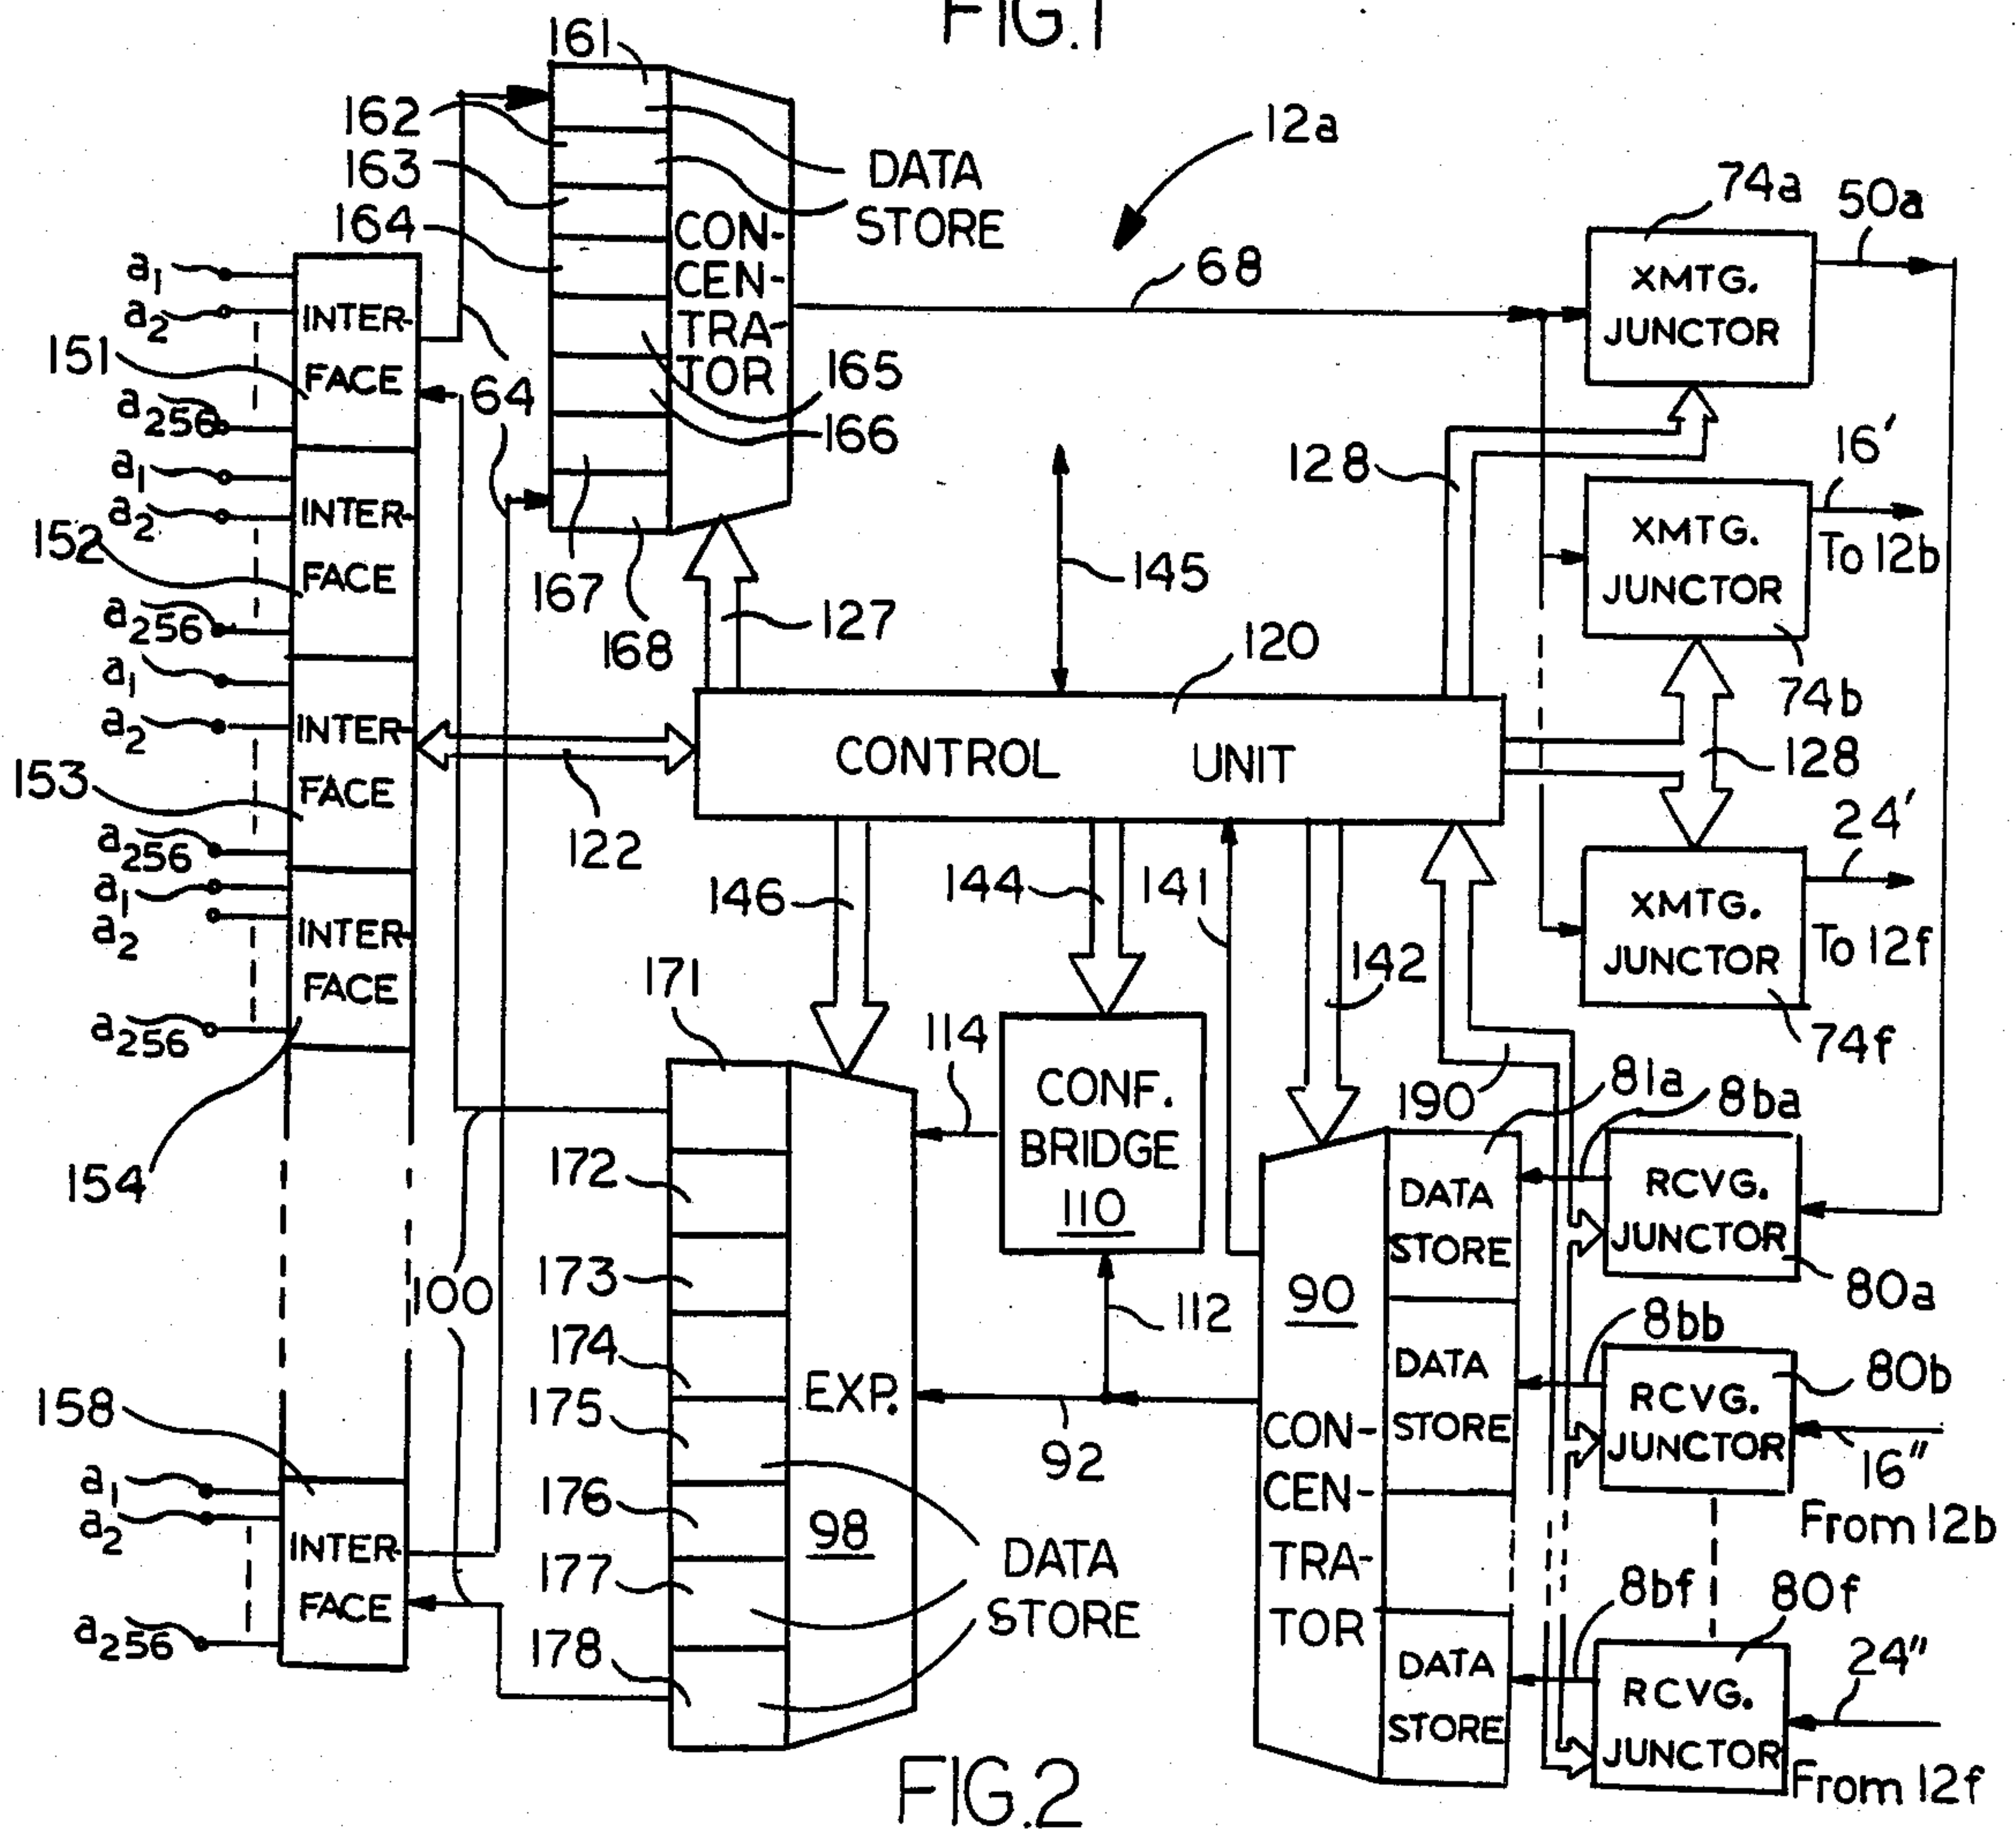 FIG.1
161
162
163
164
DATA
STORE
CON-
CEN-
TRA-
TOR
165
166
167
168
64
12a
68
74a
50a
XMTG.
JUNCTOR
128
16'
To 12b
XMTG.
JUNCTOR
74b
128
24'
To 12f
XMTG.
JUNCTOR
74f
a1
a2
a256
INTER-
FACE
151
a1
a2
a256
INTER-
FACE
152
a1
a2
a256
INTER-
FACE
153
a1
a2
a256
INTER-
FACE
154
158
a1
a2
a256
INTER-
FACE
127
145
120
CONTROL UNIT
122
146
144
141
142
190
171
172
173
174
175
176
177
178
100
EXP.
98
DATA
STORE
114
CONF.
BRIDGE
110
112
92
90
CON-
CEN-
TRA-
TOR
81a
DATA
STORE
DATA
STORE
DATA
STORE
8ba
RCVG.
JUNCTOR
80a
8bb
80b
RCVG.
JUNCTOR
16"
From 12b
8bf
80f
RCVG.
JUNCTOR
24"
From 12f
FIG.2